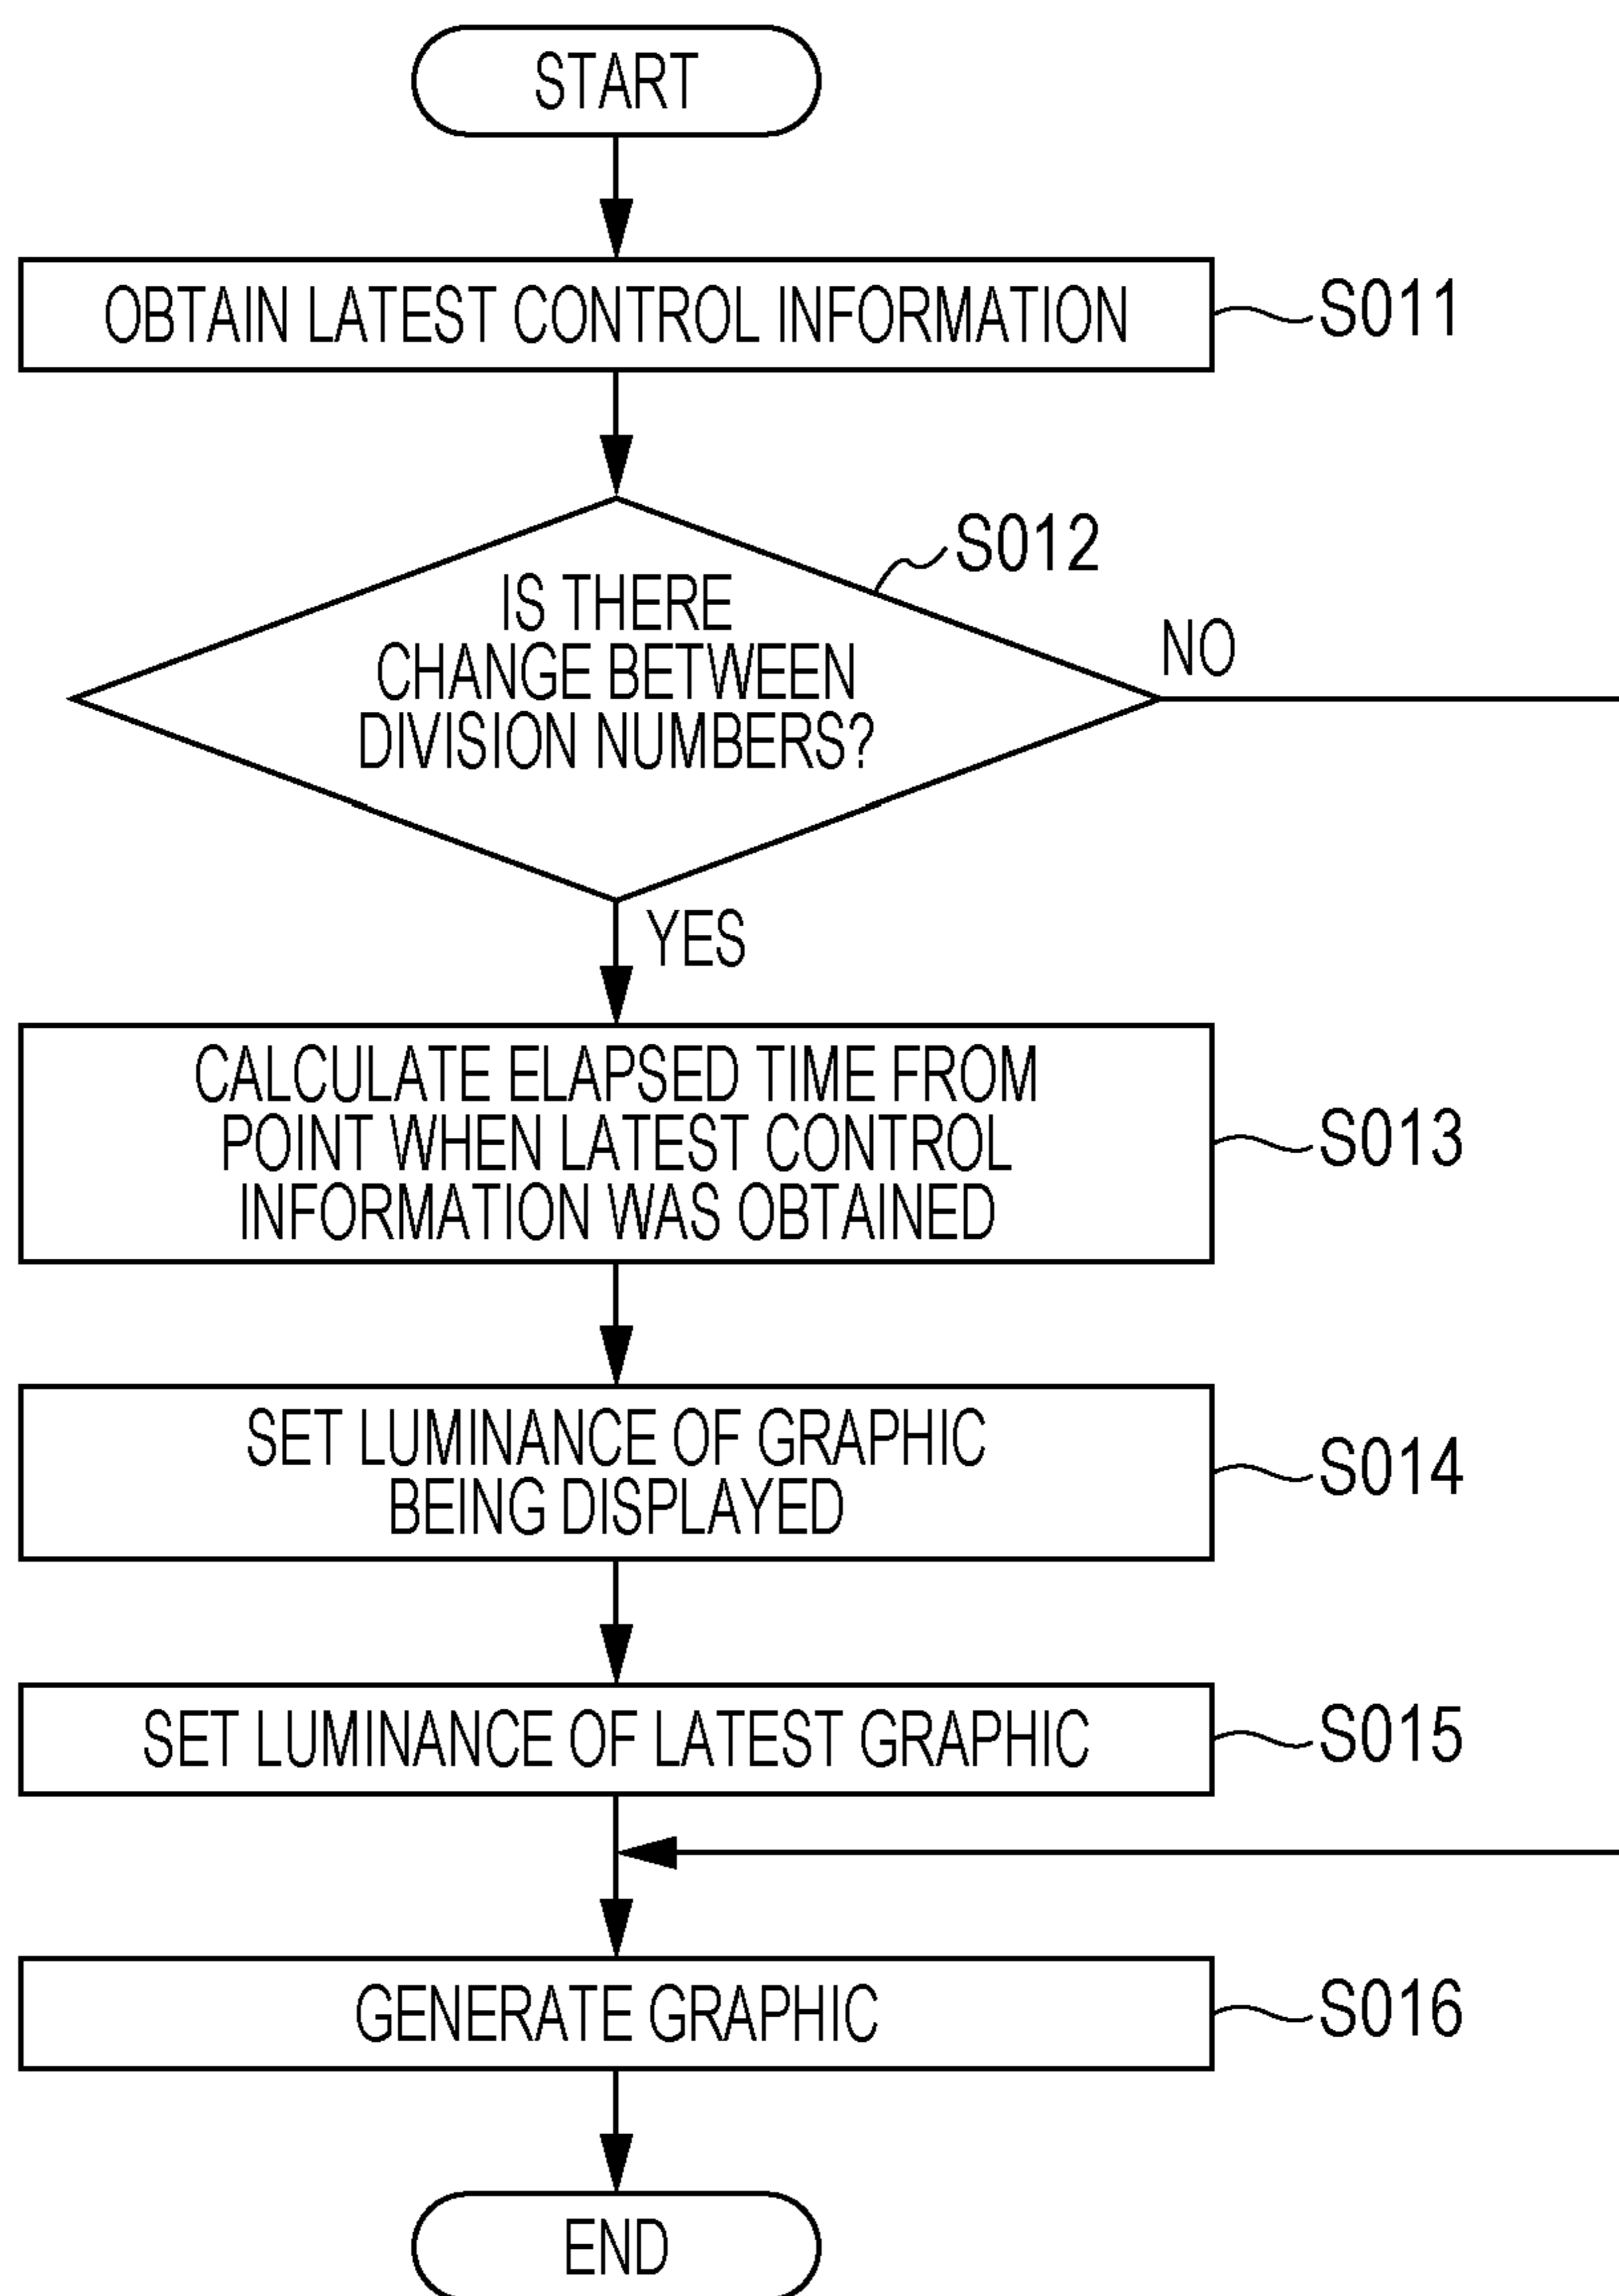 START
OBTAIN LATEST CONTROL INFORMATION
S011
S012
IS THERE
CHANGE BETWEEN
DIVISION NUMBERS?
NO
YES
CALCULATE ELAPSED TIME FROM
POINT WHEN LATEST CONTROL
INFORMATION WAS OBTAINED
S013
SET LUMINANCE OF GRAPHIC
BEING DISPLAYED
S014
SET LUMINANCE OF LATEST GRAPHIC
S015
GENERATE GRAPHIC
S016
END